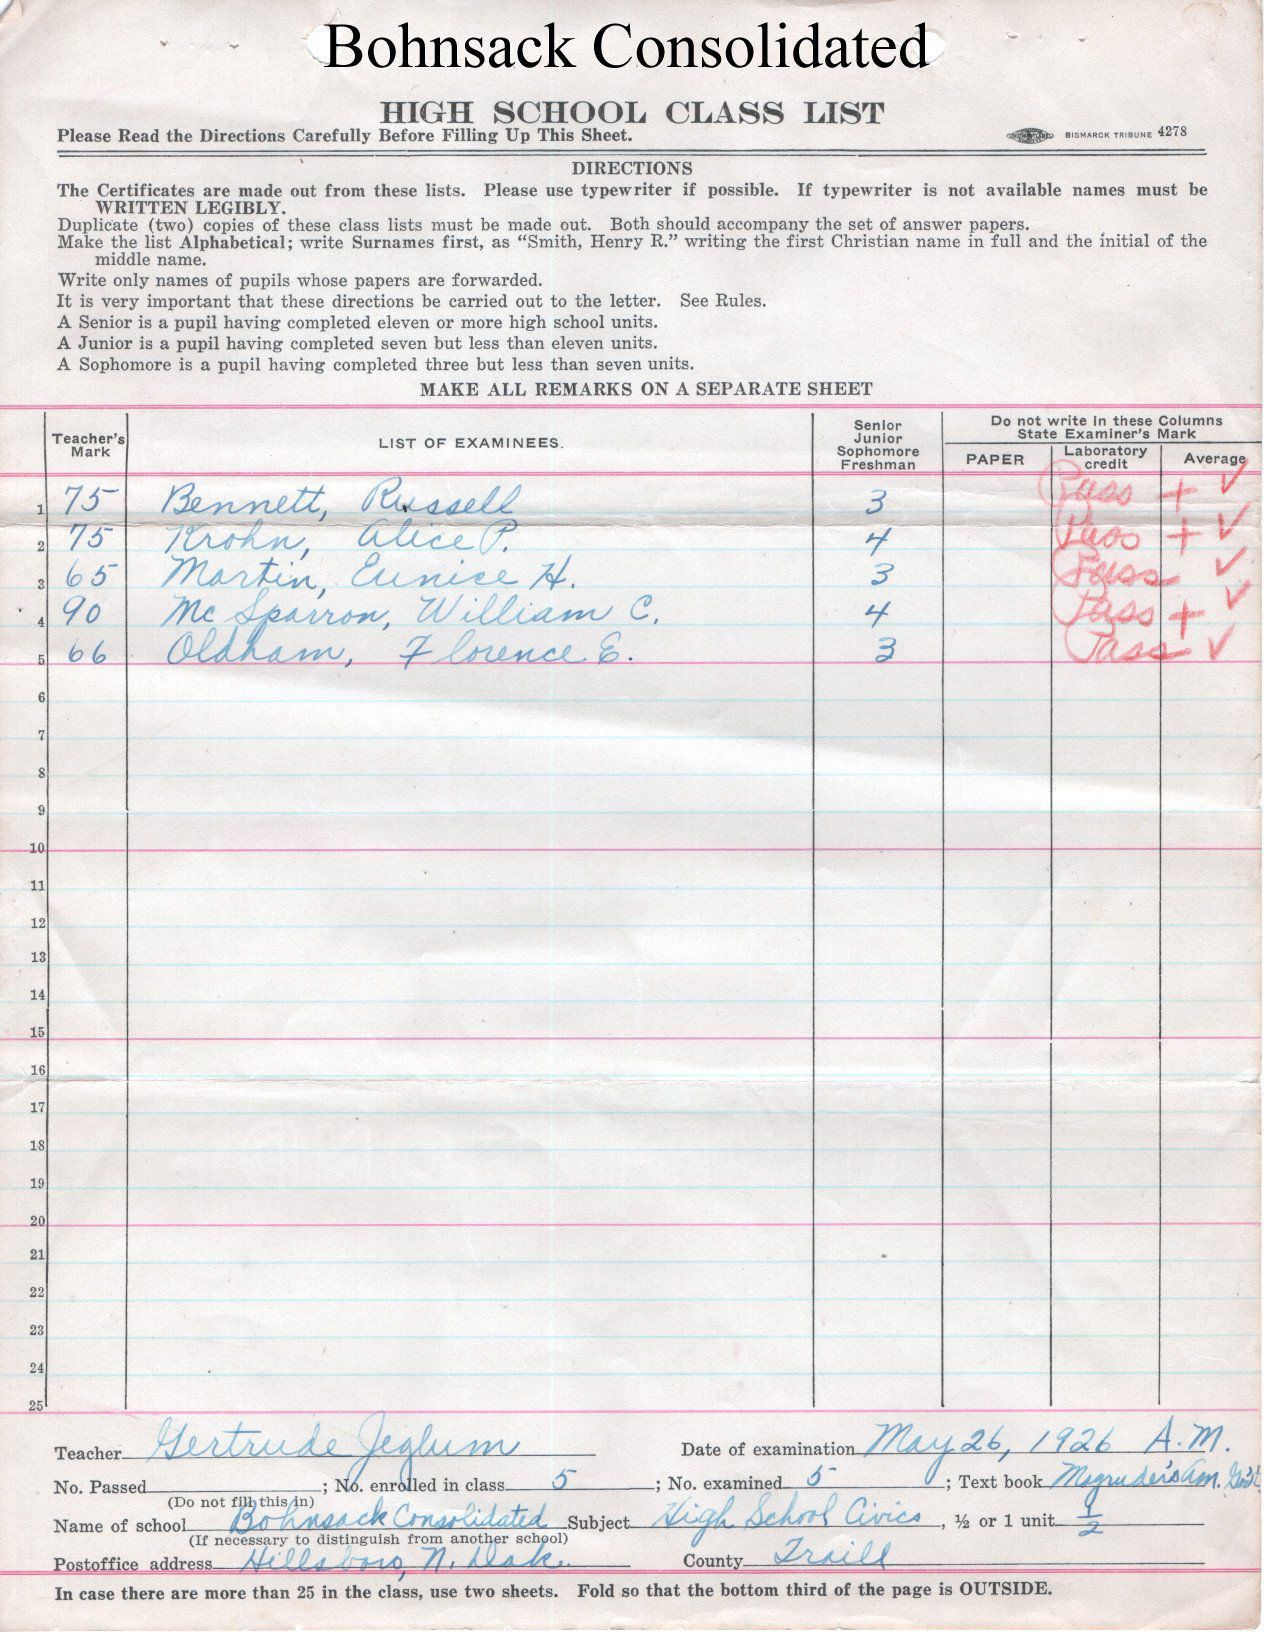 Bohnsack Consolidated
HIGH SCHOOL CLASS LIST
Please Read the Directions Carefully Before Filling Up This Sheet.
BISMARCK TRIBUNE 4278
DIRECTIONS
The Certificates are made out from these lists. Please use typewriter if possible. If typewriter is not available names must be
WRITTEN LEGIBLY.
Duplicate (two) copies of these class lists must be made out. Both should accompany the set of answer papers.
Make the list Alphabetical; write Surnames first, as “Smith, Henry R.” writing the first Christian name in full and the initial of the
middle name.
Write only names of pupils whose papers are forwarded.
It is very important that these directions be carried out to the letter. See Rules.
A Senior is a pupil having completed eleven or more high school units.
A Junior is a pupil having completed seven but less than eleven units.
A Sophomore is a pupil having completed three but less than seven units.
MAKE ALL REMARKS ON A SEPARATE SHEET
Teacher's Mark
LIST OF EXAMINEES.
Senior
Junior
Sophomore
Freshman
Do not write in these Columns
State Examiner's Mark
PAPER
Laboratory credit
Average
1 75 Bennett, Russell 3 Pass + ✓
2 75 Krohn, Alice P. 4 Pass + ✓
3 65 Martin, Eunice H. 3 Pass ✓
4 90 Mc Sparron, William C. 4 Pass + ✓
5 66 Oldham, Florence E. 3 Pass ✓
6
7
8
9
10
11
12
13
14
15
16
17
18
19
20
21
22
23
24
25
Teacher Gertrude Jeglum Date of examination May 26, 1926 A.M.
No. Passed ; No. enrolled in class 5 ; No. examined 5 ; Text book Magruder's Am. Gov't
(Do not fill this in)
Name of school Bohnsack Consolidated Subject High School Civics, ½ or 1 unit ½
(If necessary to distinguish from another school)
Postoffice address Hillsboro, N. Dak. County Traill
In case there are more than 25 in the class, use two sheets. Fold so that the bottom third of the page is OUTSIDE.